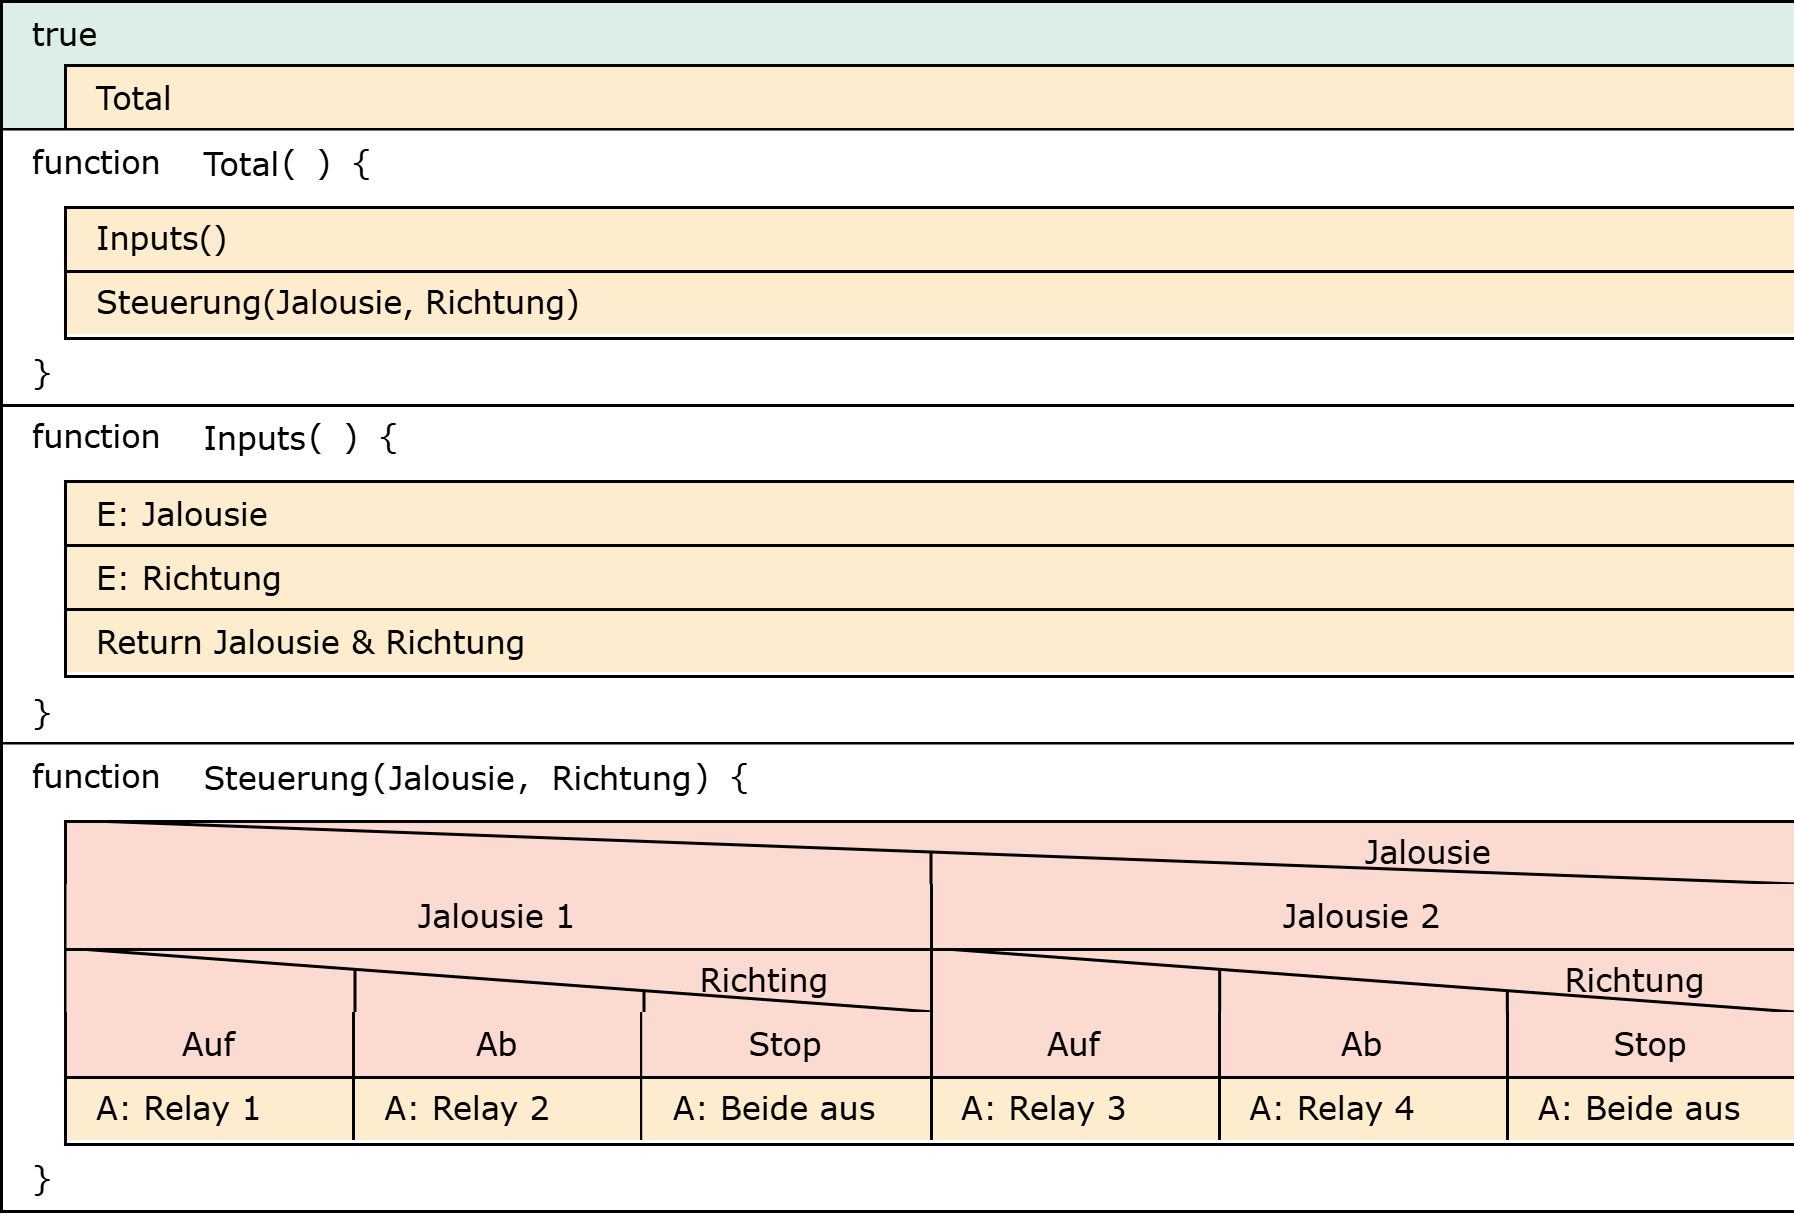 true
Total
function Total( ) {
Inputs()
Steuerung(Jalousie, Richtung)
}
function Inputs( ) {
E: Jalousie
E: Richtung
Return Jalousie & Richtung
}
function Steuerung(Jalousie, Richtung) {
Jalousie
Jalousie 1 Jalousie 2
Richting Richtung
Auf Ab Stop Auf Ab Stop
A: Relay 1 A: Relay 2 A: Beide aus A: Relay 3 A: Relay 4 A: Beide aus
}